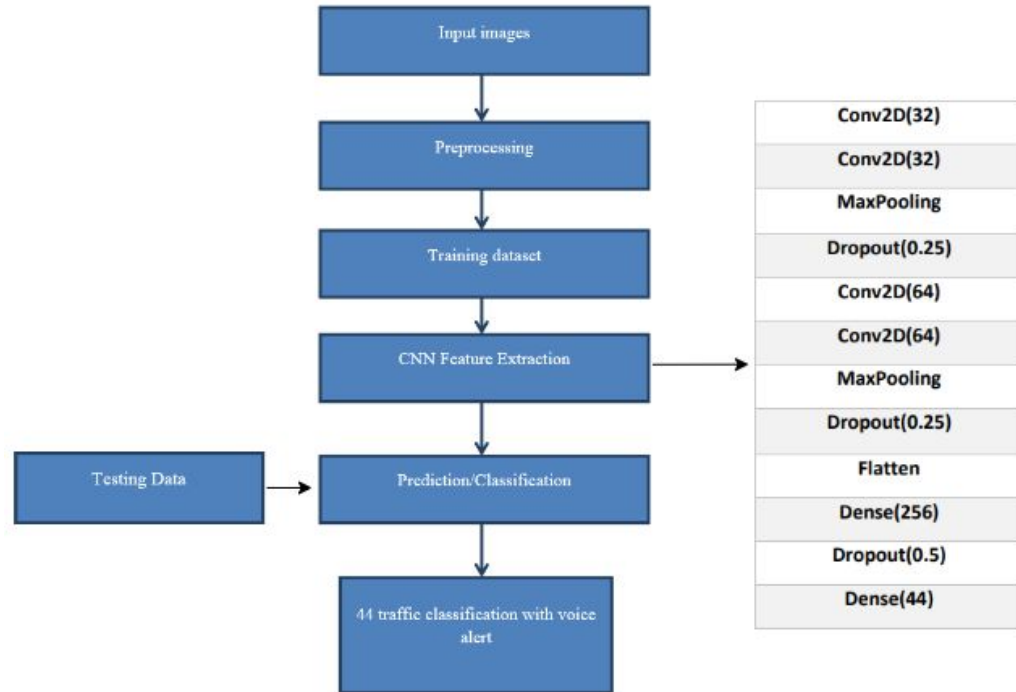 Input images
Preprocessing
Training dataset
CNN Feature Extraction
Testing Data
Prediction/Classification
44 traffic classification with voice
alert
Conv2D(32)
Conv2D(32)
MaxPooling
Dropout(0.25)
Conv2D(64)
Conv2D(64)
MaxPooling
Dropout(0.25)
Flatten
Dense(256)
Dropout(0.5)
Dense(44)